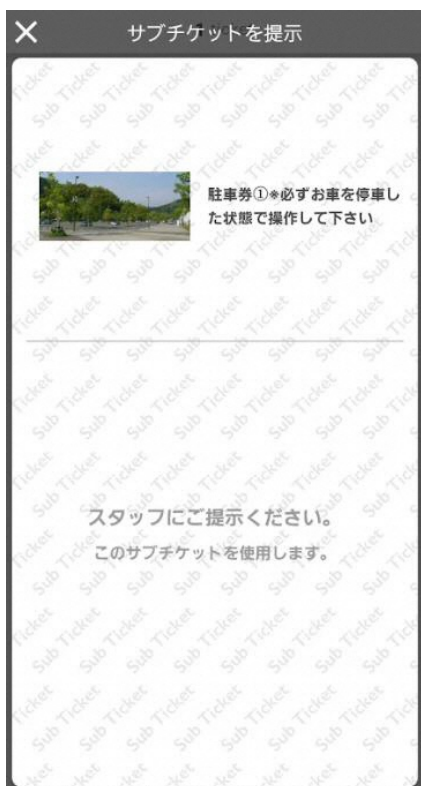 サブチケットを提示
駐車券①*必ずお車を停車し
た状態で操作して下さい
スタッフにご提示ください。
このサブチケットを使用します。
Sub Ticket